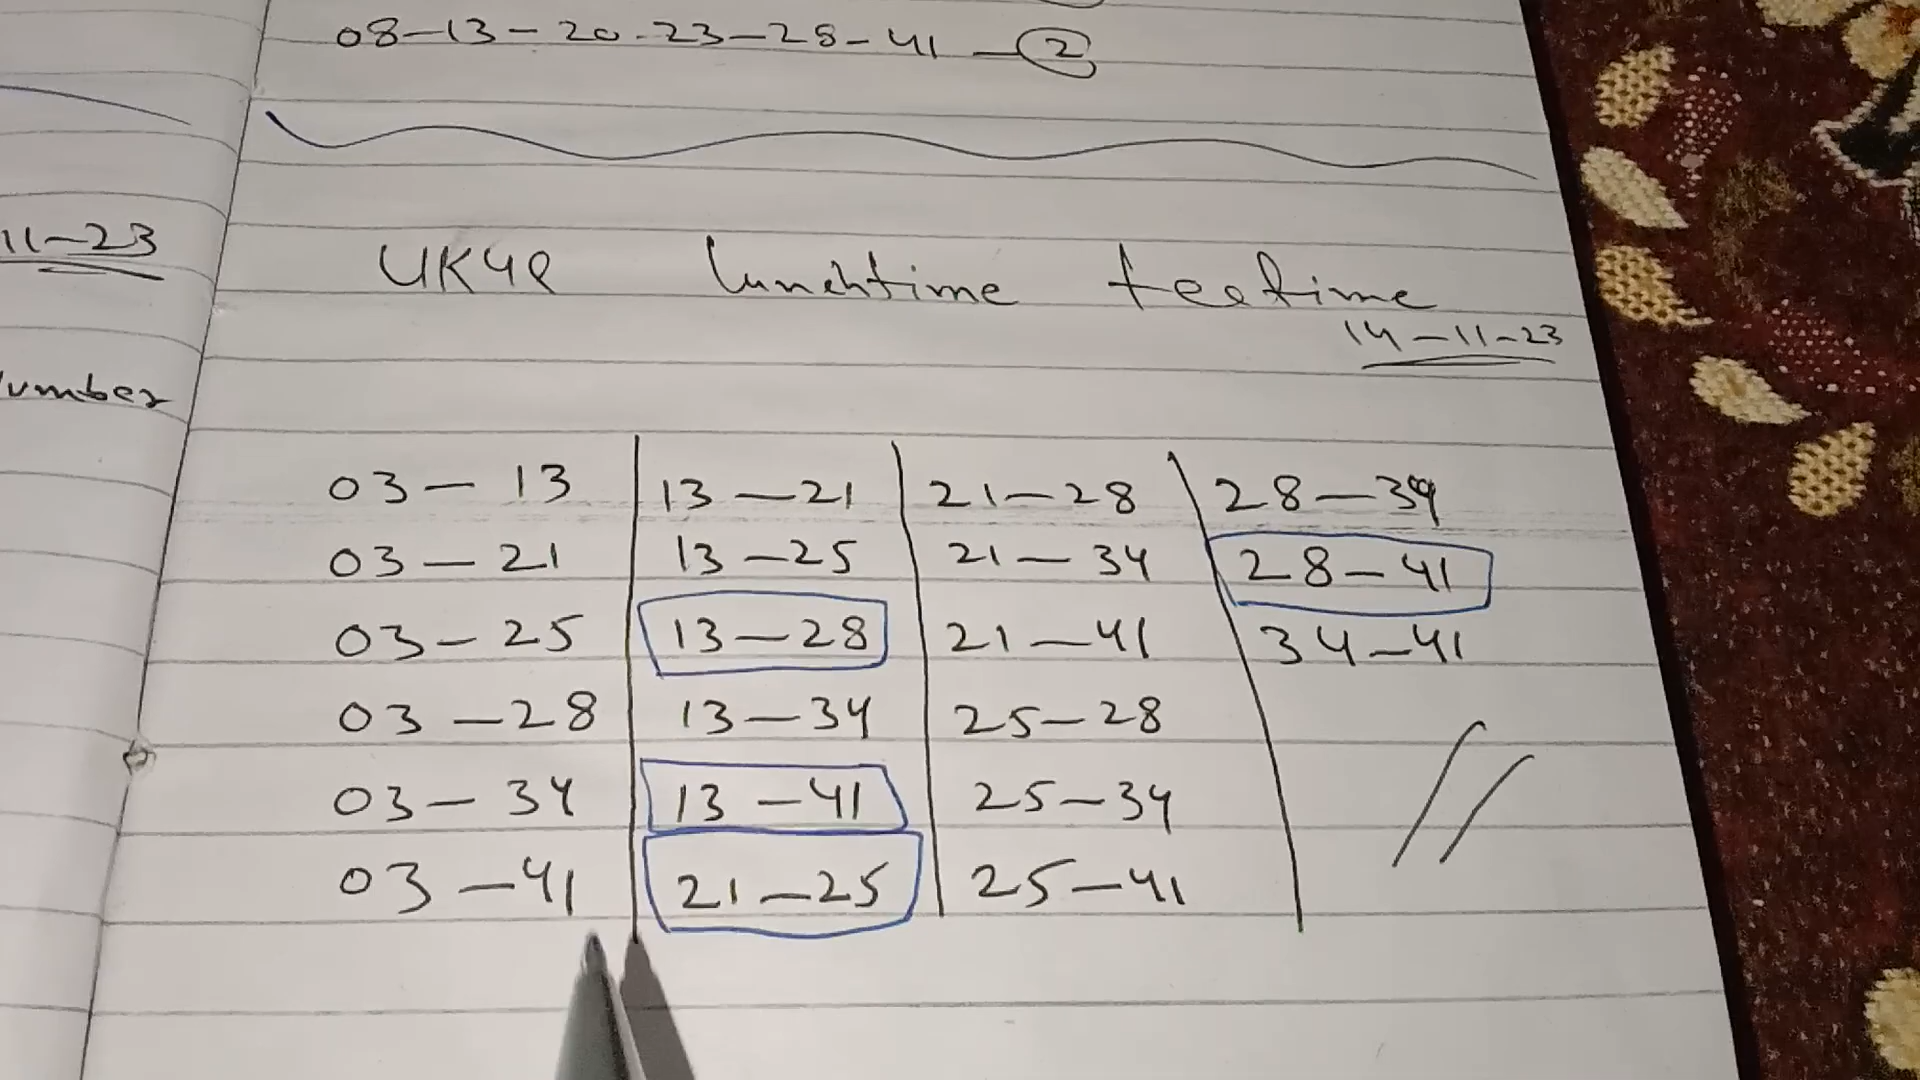 08-13-20-23-28-41-2
11-23
UK49 lunchtime teetime
14-11-23
umber
03-13 13-21 21-28 28-34
03-21 13-25 21-34 28-41
03-25 13-28 21-41 34-41
03-28 13-34 25-28
03-34 13-41 25-34
03-41 21-25 25-41